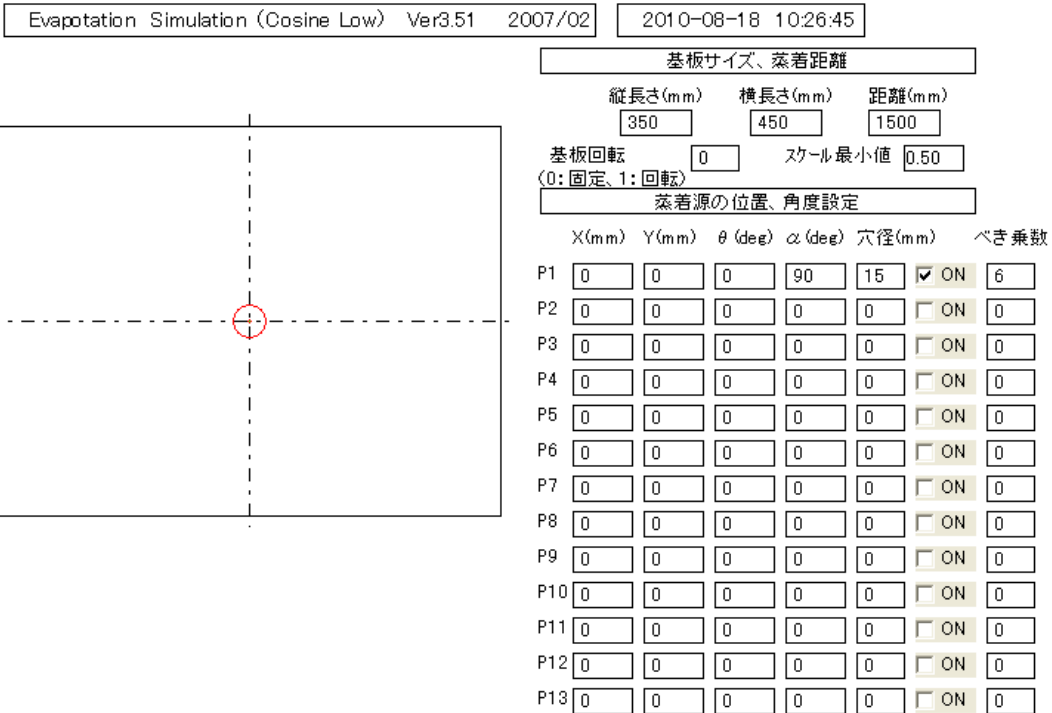 Evapotation Simulation (Cosine Low) Ver3.51 2007/02 2010-08-18 10:26:45
基板サイズ、蒸着距離
縦長さ(mm) 横長さ(mm) 距離(mm)
350 450 1500
基板回転 0 スケール最小値 0.50
(0:固定、1:回転)
蒸着源の位置、角度設定
X(mm) Y(mm) θ(deg) α(deg) 穴径(mm) べき乗数
P1 0 0 0 90 15 ON 6
P2 0 0 0 0 0 ON 0
P3 0 0 0 0 0 ON 0
P4 0 0 0 0 0 ON 0
P5 0 0 0 0 0 ON 0
P6 0 0 0 0 0 ON 0
P7 0 0 0 0 0 ON 0
P8 0 0 0 0 0 ON 0
P9 0 0 0 0 0 ON 0
P10 0 0 0 0 0 ON 0
P11 0 0 0 0 0 ON 0
P12 0 0 0 0 0 ON 0
P13 0 0 0 0 0 ON 0